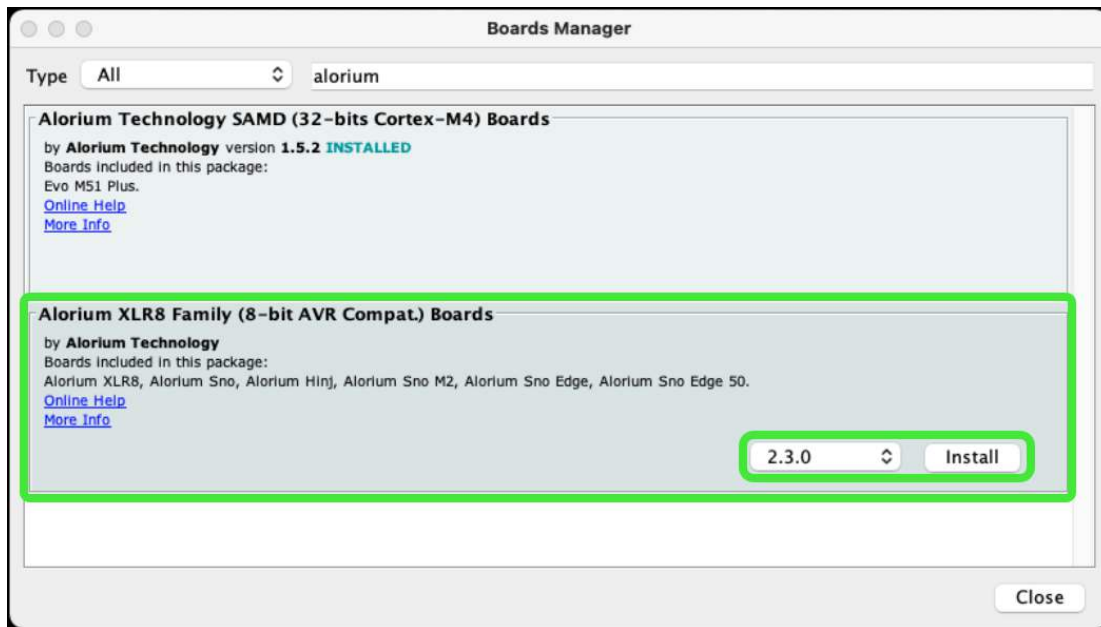 Boards Manager
Type All alorium
Alorium Technology SAMD (32-bits Cortex-M4) Boards
by Alorium Technology version 1.5.2 INSTALLED
Boards included in this package:
Evo M51 Plus.
Online Help
More Info
Alorium XLR8 Family (8-bit AVR Compat.) Boards
by Alorium Technology
Boards included in this package:
Alorium XLR8, Alorium Sno, Alorium Hinj, Alorium Sno M2, Alorium Sno Edge, Alorium Sno Edge 50.
Online Help
More Info
2.3.0 Install
Close